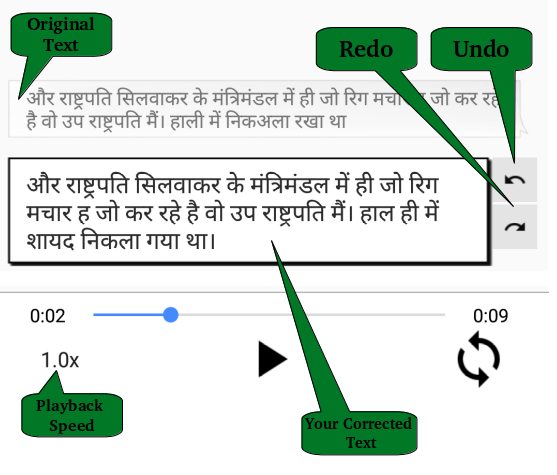 Original
Text
Redo
Undo
और राष्ट्रपति सिलवाकर के मंत्रिमंडल में ही जो रिग जो कर
है वो उप राष्ट्रपति मैं। हाली में निकअला रखा था
और राष्ट्रपति सिलवाकर के मंत्रिमंडल में ही जो रिग
मचार ह जो कर रहे है वो उप राष्ट्रपति मैं। हाल ही में
शायद निकला गया था।
0:02
0:09
1.0x
Playback
Speed
Your Corrected
Text